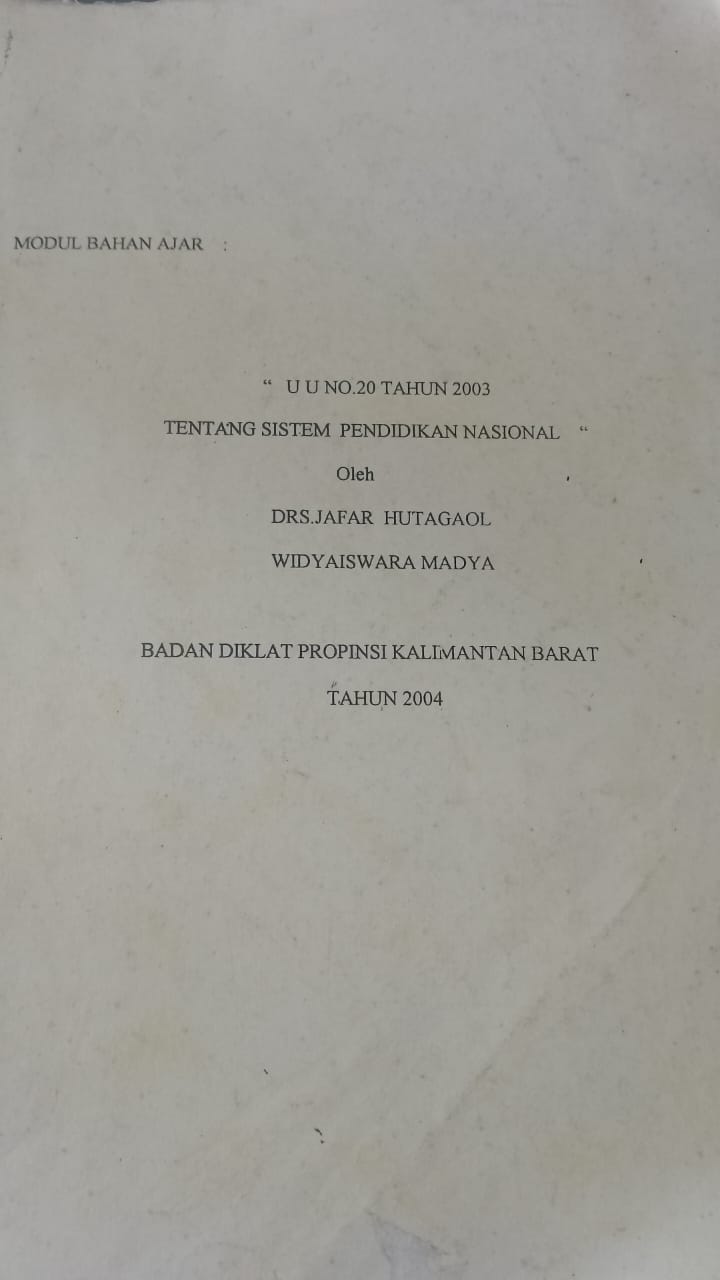 MODUL BAHAN AJAR :
“ U U NO.20 TAHUN 2003
TENTANG SISTEM PENDIDIKAN NASIONAL “
Oleh
DRS.JAFAR HUTAGAOL
WIDYAISWARA MADYA
BADAN DIKLAT PROPINSI KALIMANTAN BARAT
TAHUN 2004